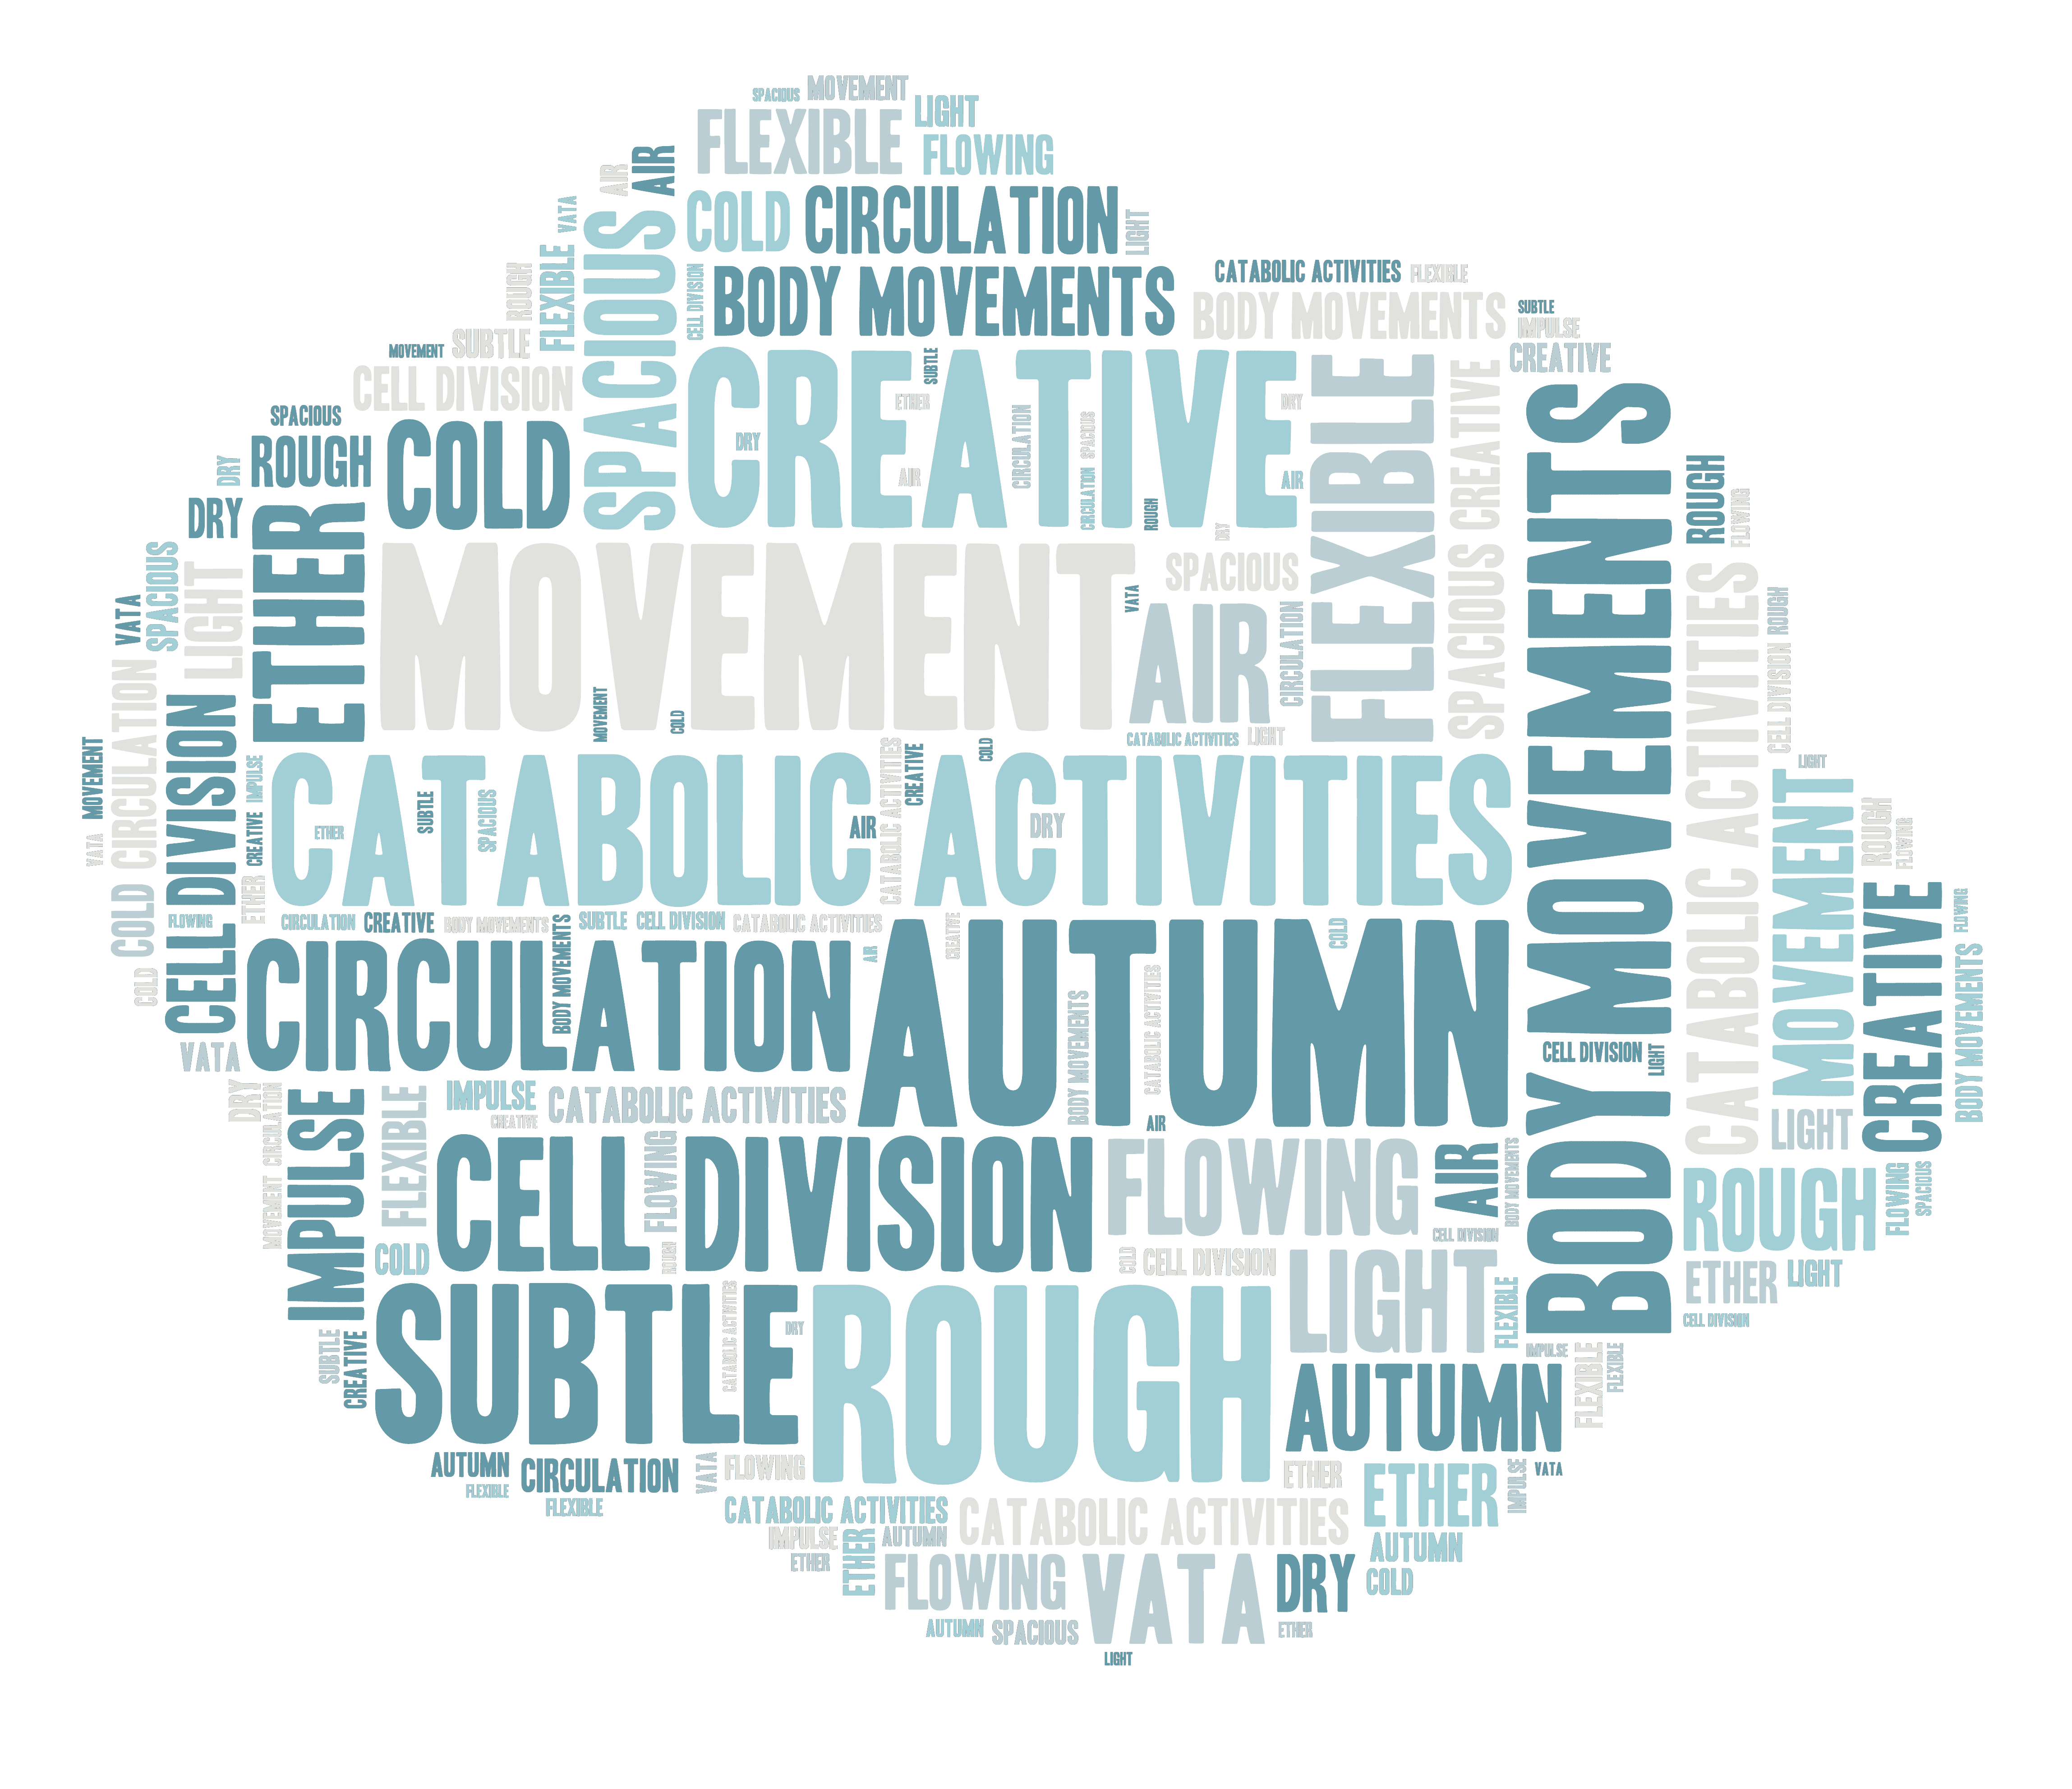 SPACIOUS MOVEMENT
LIGHT
FLEXIBLE
FLOWING
AIR
AIR
VATA
COLD CIRCULATION
LIGHT
SPACIOUS
FLEXIBLE
ROUGH
CELL DIVISION
BODY MOVEMENTS
CATABOLIC ACTIVITIES FLEXIBLE
BODY MOVEMENTS
SUBTLE
IMPULSE
CREATIVE
MOVEMENT SUBTLE
CELL DIVISION
CREATIVE
SUBTLE
ETHER
DRY
DRY
AIR
CIRCULATION
SPACIOUS
CIRCULATION
AIR
ROUGH
DRY
FLEXIBLE
CREATIVE
SPACIOUS
BODY MOVEMENTS
SPACIOUS
ROUGH
COLD
DRY
DRY
ETHER
ROUGH
FLOWING
MOVEMENT
SPACIOUS
VATA
AIR
CIRCULATION
SPACIOUS
VATA
LIGHT
MOVEMENT
COLD
CATABOLIC ACTIVITIES LIGHT
CATABOLIC ACTIVITIES
ROUGH
CELL DIVISION
CIRCULATION
COLD
CELL DIVISION
MOVEMENT
VATA
IMPULSE
CREATIVE
ETHER
CATABOLIC ACTIVITIES
ETHER
SUBTLE
SPACIOUS
AIR
CATABOLIC ACTIVITIES
CREATIVE
COLD
DRY
LIGHT
MOVEMENT
ROUGH
FLOWING
CREATIVE
FLOWING
BODY MOVEMENTS
FLOWING
COLD
CIRCULATION CREATIVE BODY MOVEMENTS SUBTLE CELL DIVISION CATABOLIC ACTIVITIES
CIRCULATION
BODY MOVEMENTS
AIR
CREATIVE
AUTUMN
COLD
BODY MOVEMENTS
CATABOLIC ACTIVITIES
CELL DIVISION
LIGHT
VATA
DRY
CIRCULATION
MOVEMENT
IMPULSE
FLEXIBLE
IMPULSE
CREATIVE
CATABOLIC ACTIVITIES
AIR
CELL DIVISION
FLOWING
ROUGH
FLOWING
AIR
BODY MOVEMENTS
CELL DIVISION
LIGHT
ROUGH
FLOWING
SPACIOUS
COLD
COLD
CELL DIVISION
ETHER
LIGHT
CELL DIVISION
SUBTLE
CATABOLIC ACTIVITIES
DRY
ROUGH
LIGHT
FLEXIBLE
SUBTLE
CREATIVE
IMPULSE
AUTUMN
FLEXIBLE
FLEXIBLE
AUTUMN
CIRCULATION
VATA
FLOWING
ETHER
ETHER
IMPULSE
VATA
FLEXIBLE
FLEXIBLE
CATABOLIC ACTIVITIES
CATABOLIC ACTIVITIES
IMPULSE
ETHER
AUTUMN
AUTUMN
ETHER
FLOWING
VATA
DRY
COLD
AUTUMN
SPACIOUS
ETHER
LIGHT